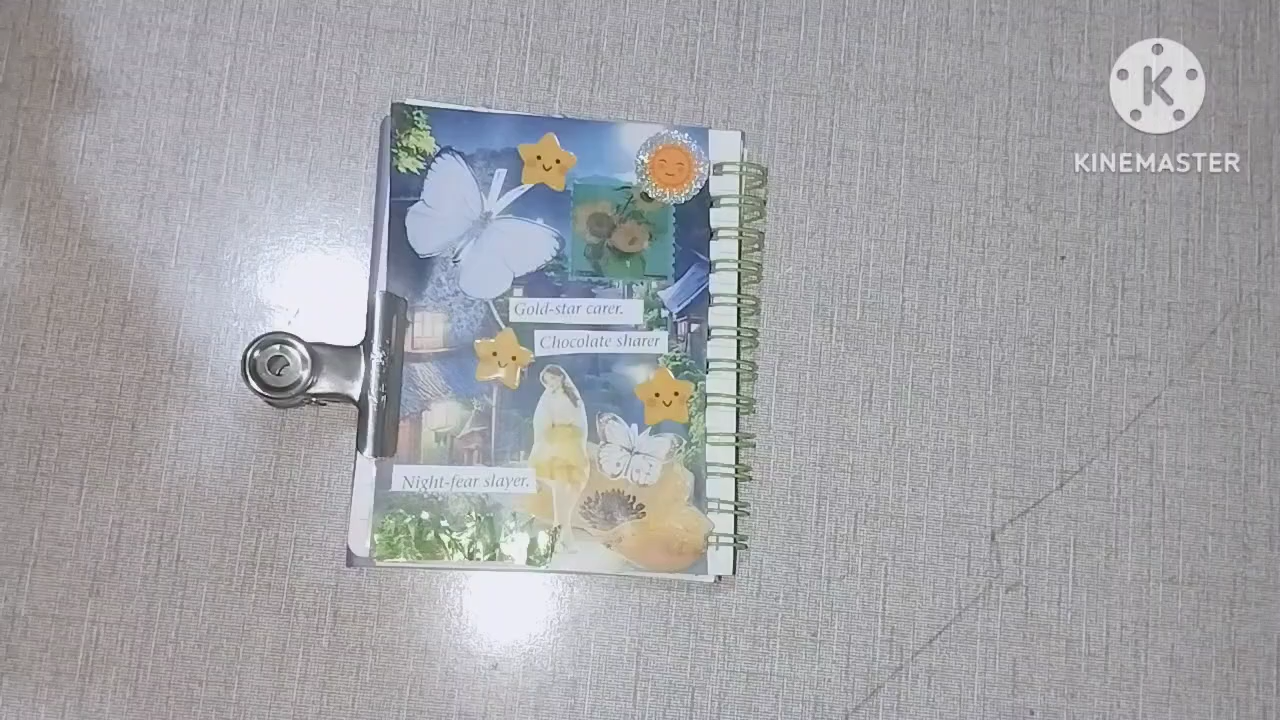 K
KINEMASTER
Gold-star carer.
Chocolate sharer
Night-fear slayer.